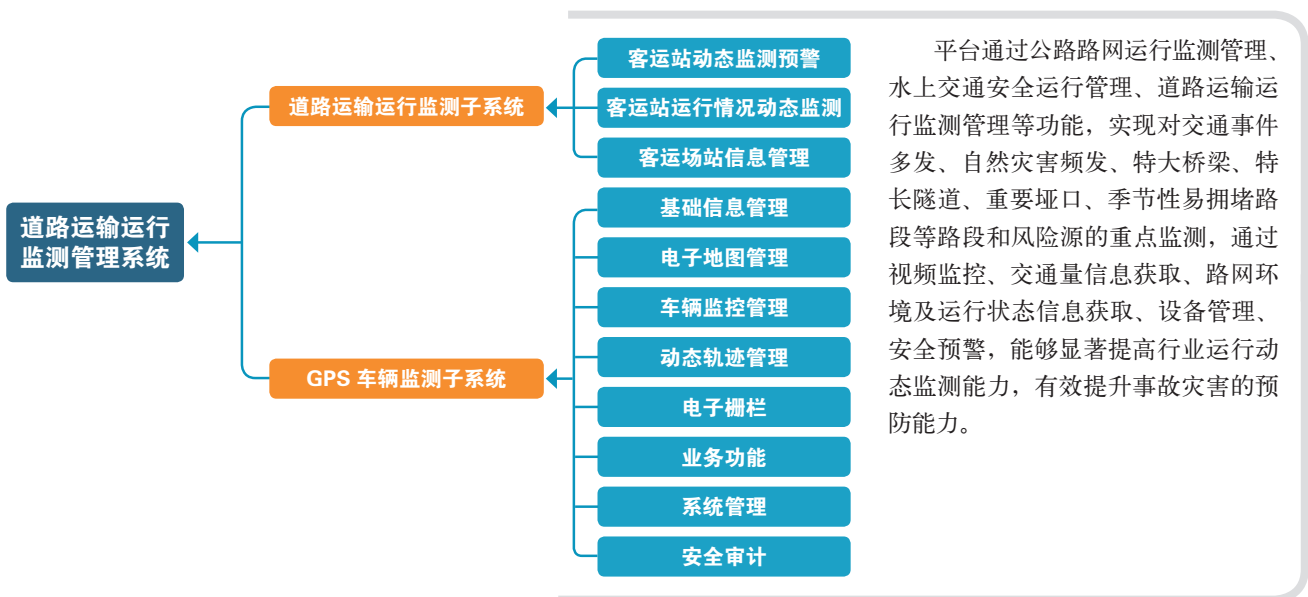 道路运输运行
监测管理系统
道路运输运行监测子系统
客运站动态监测预警
客运站运行情况动态监测
客运场站信息管理
GPS 车辆监测子系统
基础信息管理
电子地图管理
车辆监控管理
动态轨迹管理
电子栅栏
业务功能
系统管理
安全审计
平台通过公路路网运行监测管理、
水上交通安全运行管理、道路运输运
行监测管理等功能，实现对交通事件
多发、自然灾害频发、特大桥梁、特
长隧道、重要垭口、季节性易拥堵路
段等路段和风险源的重点监测，通过
视频监控、交通量信息获取、路网环
境及运行状态信息获取、设备管理、
安全预警，能够显著提高行业运行动
态监测能力，有效提升事故灾害的预
防能力。